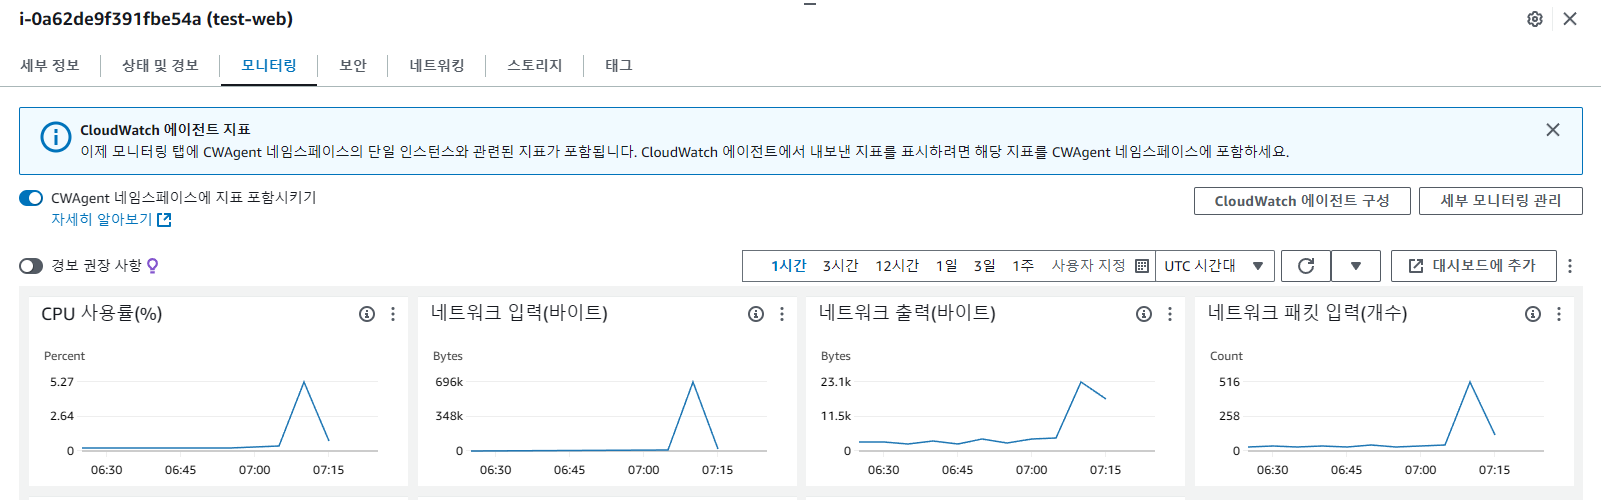 i-0a62de9f391fbe54a (test-web)
세부 정보 상태 및 경보 모니터링 보안 네트워킹 스토리지 태그
CloudWatch 에이전트 지표
이제 모니터링 탭에 CWAgent 네임스페이스의 단일 인스턴스와 관련된 지표가 포함됩니다. CloudWatch 에이전트에서 내보낸 지표를 표시하려면 해당 지표를 CWAgent 네임스페이스에 포함하세요.
CWAgent 네임스페이스에 지표 포함시키기
자세히 알아보기
CloudWatch 에이전트 구성 세부 모니터링 관리
경보 권장 사항
1시간 3시간 12시간 1일 3일 1주 사용자 지정 UTC 시간대 대시보드에 추가
CPU 사용률(%)
Percent
5.27
2.64
0
06:30 06:45 07:00 07:15
네트워크 입력(바이트)
Bytes
696k
348k
0
06:30 06:45 07:00 07:15
네트워크 출력(바이트)
Bytes
23.1k
11.5k
0
06:30 06:45 07:00 07:15
네트워크 패킷 입력(개수)
Count
516
258
0
06:30 06:45 07:00 07:15